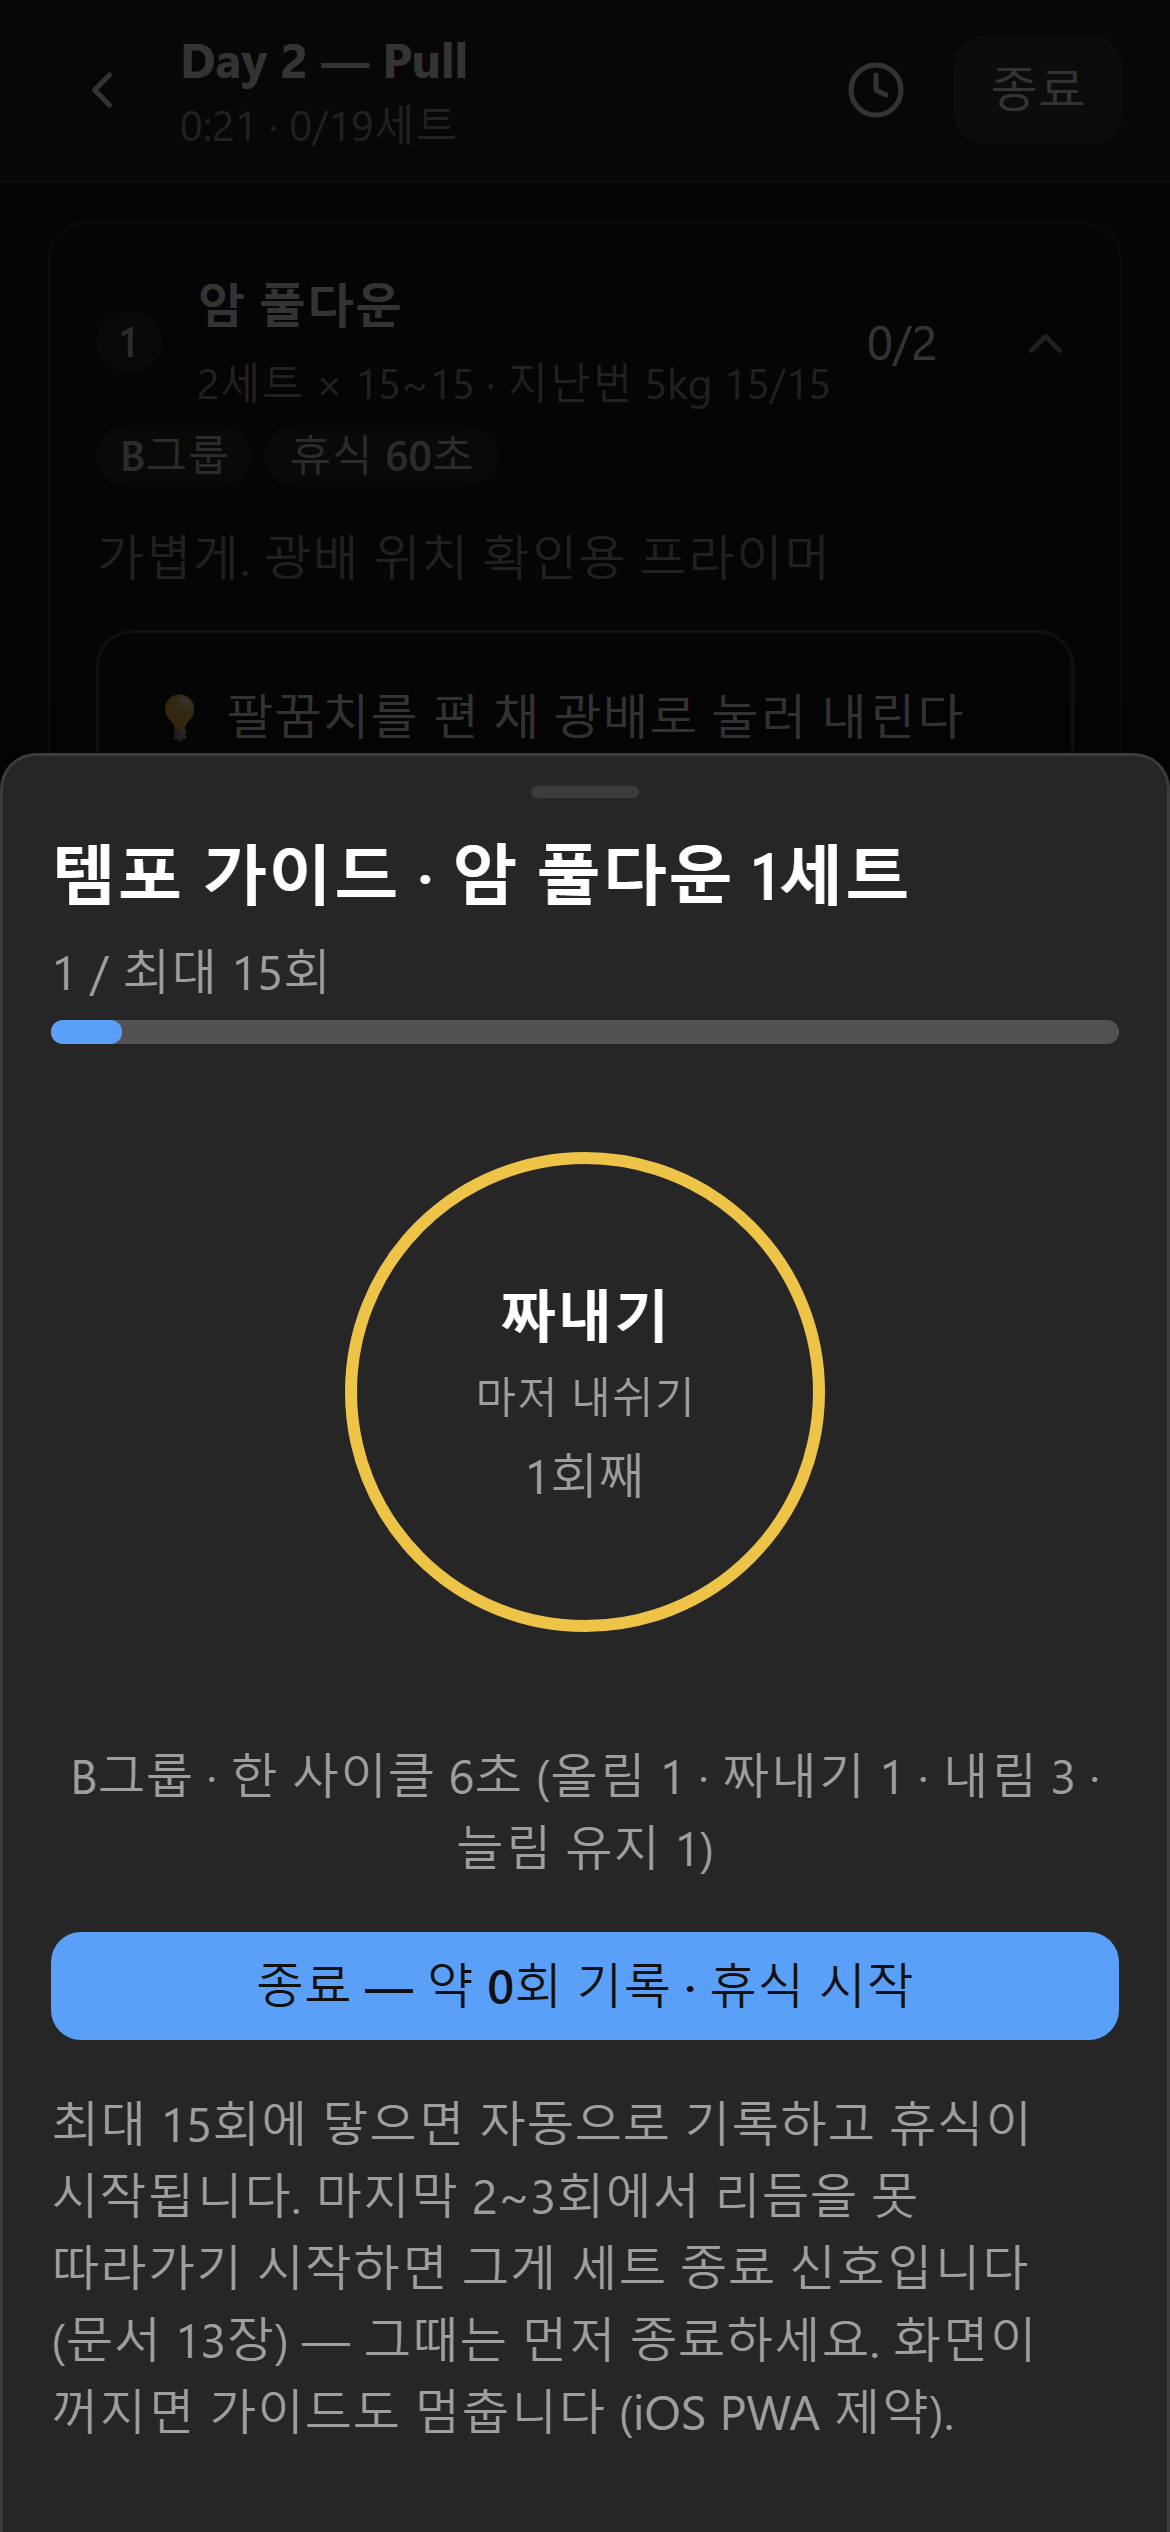 Day 2 — Pull
0:21 · 0/19세트
종료
1
암 풀다운
2세트 × 15~15 · 지난번 5kg 15/15
0/2
B그룹
휴식 60초
가볍게. 광배 위치 확인용 프라이머
팔꿈치를 편 채 광배로 눌러 내린다
템포 가이드 · 암 풀다운 1세트
1 / 최대 15회
짜내기
마저 내쉬기
1회째
B그룹 · 한 사이클 6초 (올림 1 · 짜내기 1 · 내림 3 ·
늘림 유지 1)
종료 — 약 0회 기록 · 휴식 시작
최대 15회에 닿으면 자동으로 기록하고 휴식이
시작됩니다. 마지막 2~3회에서 리듬을 못
따라가기 시작하면 그게 세트 종료 신호입니다
(문서 13장) — 그때는 먼저 종료하세요. 화면이
꺼지면 가이드도 멈춥니다 (iOS PWA 제약).